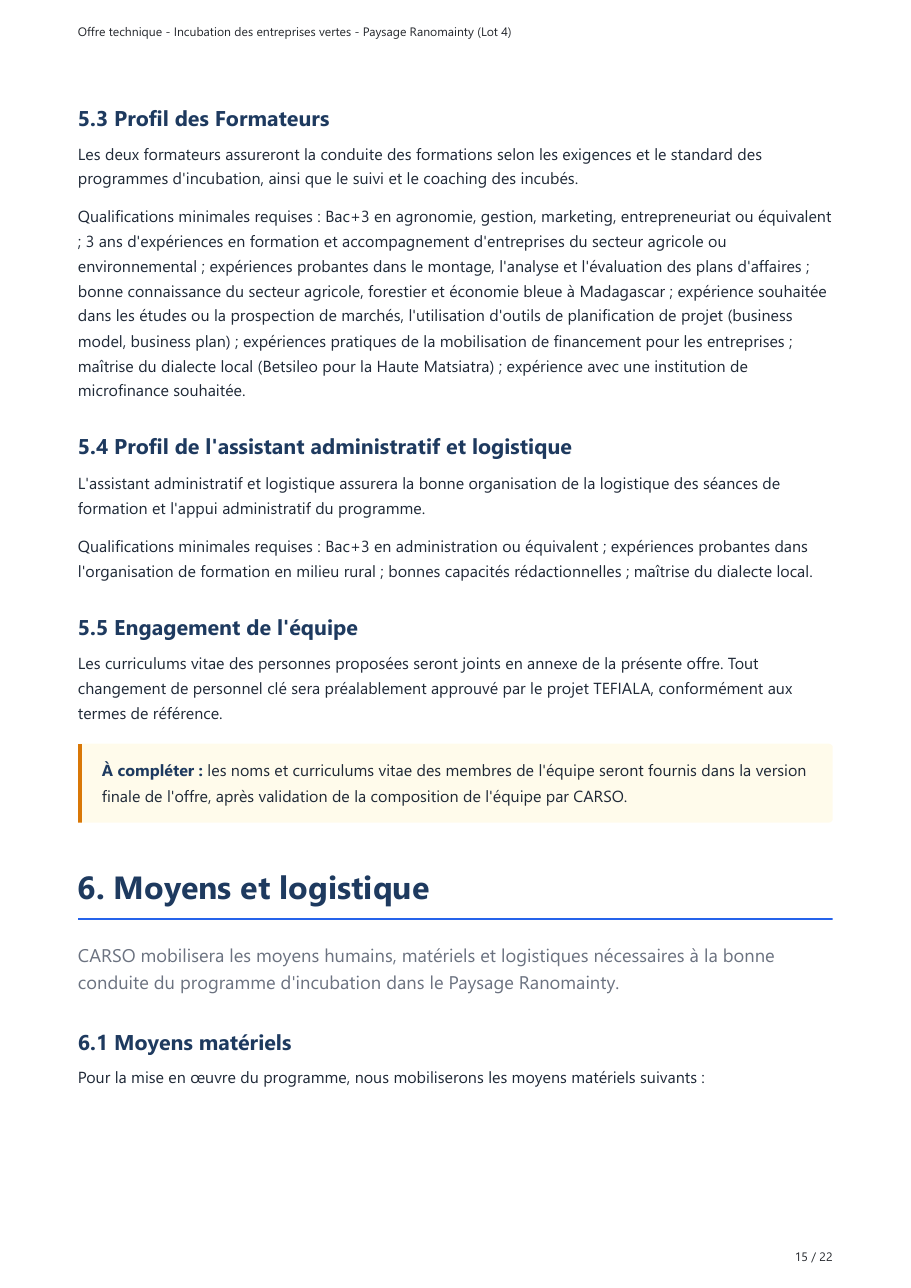 Offre technique - Incubation des entreprises vertes - Paysage Ranomainty (Lot 4)
5.3 Profil des Formateurs
Les deux formateurs assureront la conduite des formations selon les exigences et le standard des
programmes d'incubation, ainsi que le suivi et le coaching des incubés.
Qualifications minimales requises : Bac+3 en agronomie, gestion, marketing, entrepreneuriat ou équivalent
; 3 ans d'expériences en formation et accompagnement d'entreprises du secteur agricole ou
environnemental ; expériences probantes dans le montage, l'analyse et l'évaluation des plans d'affaires ;
bonne connaissance du secteur agricole, forestier et économie bleue à Madagascar ; expérience souhaitée
dans les études ou la prospection de marchés, l'utilisation d'outils de planification de projet (business
model, business plan) ; expériences pratiques de la mobilisation de financement pour les entreprises ;
maîtrise du dialecte local (Betsileo pour la Haute Matsiatra) ; expérience avec une institution de
microfinance souhaitée.
5.4 Profil de l'assistant administratif et logistique
L'assistant administratif et logistique assurera la bonne organisation de la logistique des séances de
formation et l'appui administratif du programme.
Qualifications minimales requises : Bac+3 en administration ou équivalent ; expériences probantes dans
l'organisation de formation en milieu rural ; bonnes capacités rédactionnelles ; maîtrise du dialecte local.
5.5 Engagement de l'équipe
Les curriculums vitae des personnes proposées seront joints en annexe de la présente offre. Tout
changement de personnel clé sera préalablement approuvé par le projet TEFIALA, conformément aux
termes de référence.
À compléter : les noms et curriculums vitae des membres de l'équipe seront fournis dans la version
finale de l'offre, après validation de la composition de l'équipe par CARSO.
6. Moyens et logistique
CARSO mobilisera les moyens humains, matériels et logistiques nécessaires à la bonne
conduite du programme d'incubation dans le Paysage Ranomainty.
6.1 Moyens matériels
Pour la mise en œuvre du programme, nous mobiliserons les moyens matériels suivants :
15 / 22